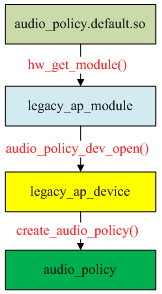 audio_policy.default.so
hw_get_module()
legacy_ap_module
audio_policy_dev_open()
legacy_ap_device
create_audio_policy()
audio_policy